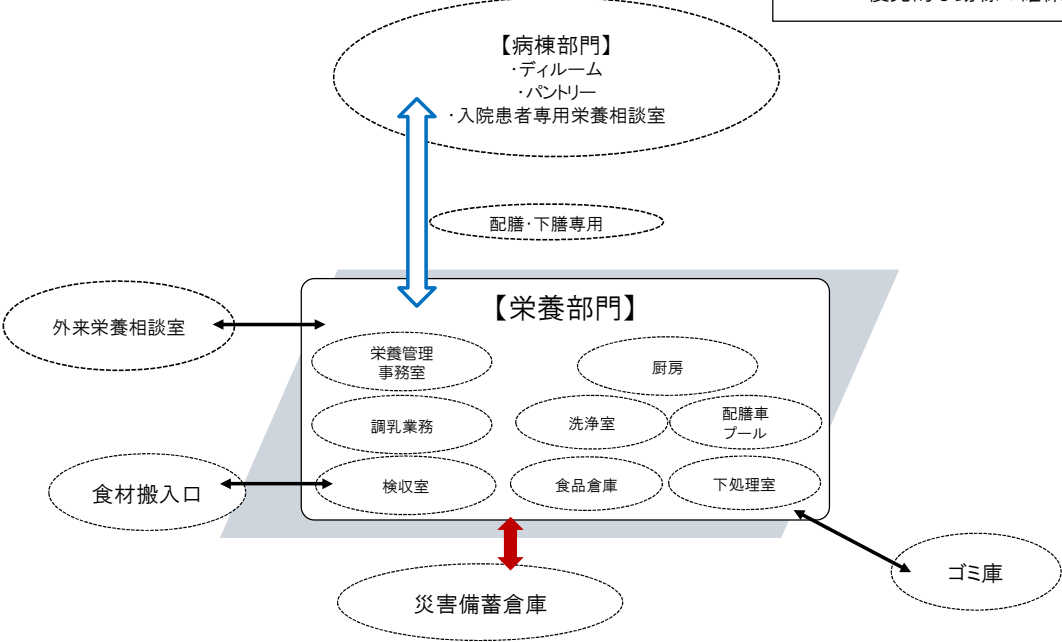 【病棟部門】
・ディルーム
・パントリー
・入院患者専用栄養相談室
配膳・下膳専用
【栄養部門】
外来栄養相談室
栄養管理
事務室
厨房
調乳業務
洗浄室
配膳車
プール
食材搬入口
検収室
食品倉庫
下処理室
災害備蓄倉庫
ゴミ庫